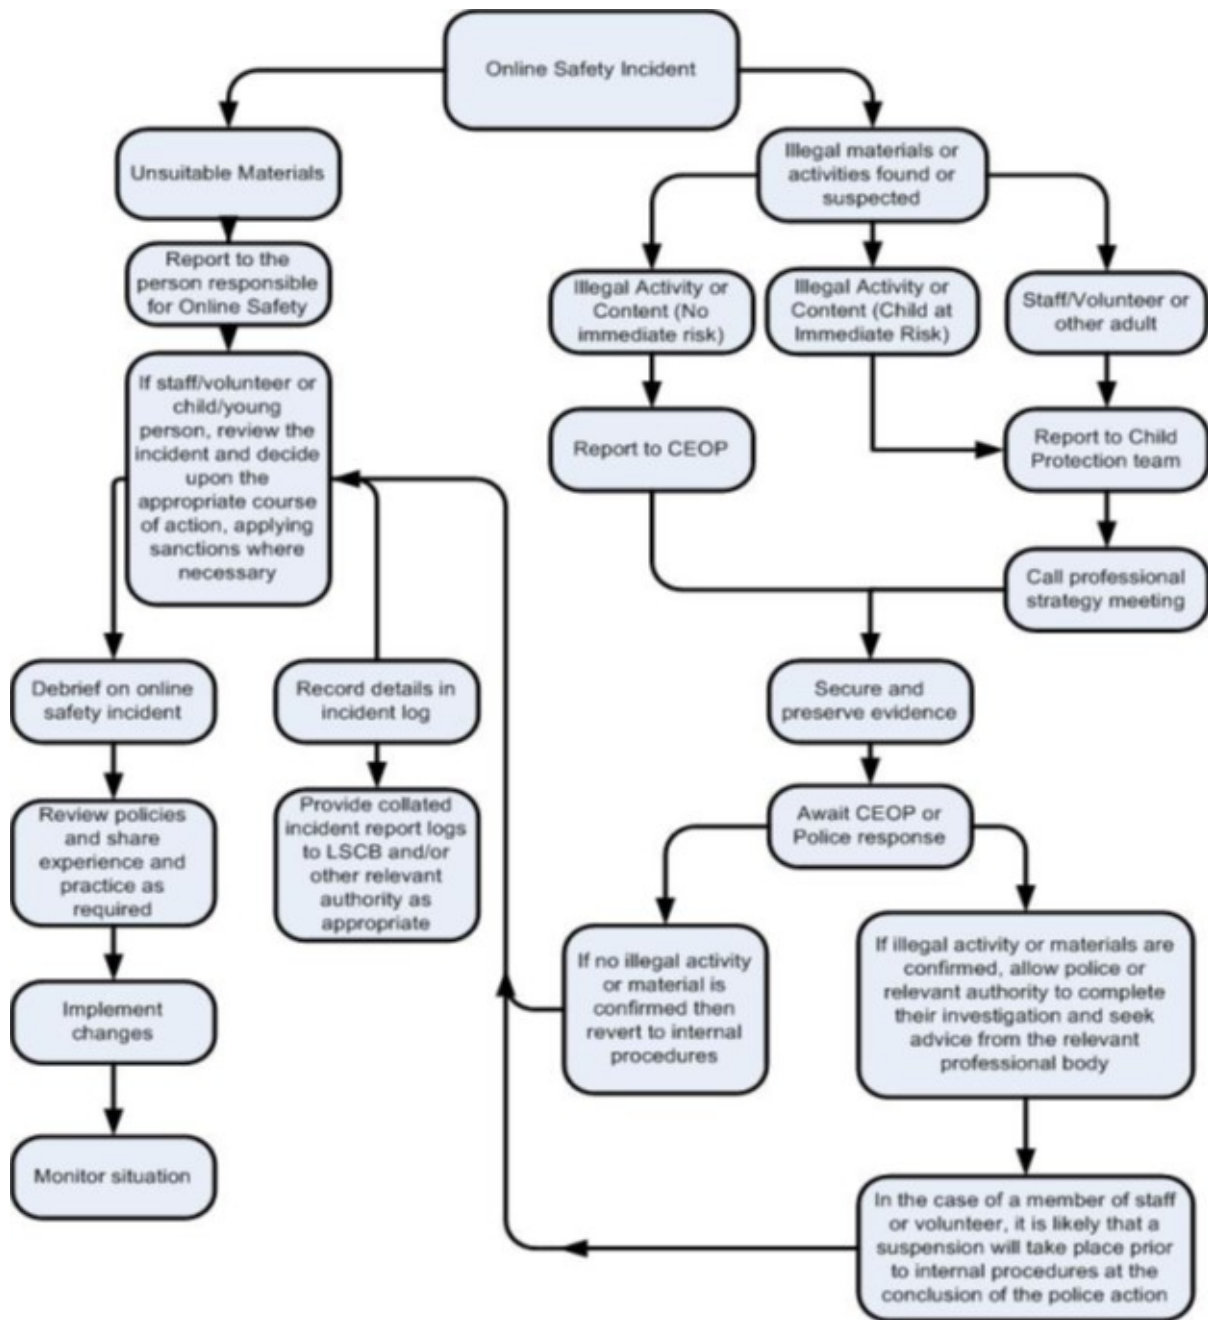 Online Safety Incident
Unsuitable Materials
Illegal materials or
activities found or
suspected
Report to the
person responsible
for Online Safety
Illegal Activity or
Content (No
immediate risk)
Illegal Activity or
Content (Child at
Immediate Risk)
Staff/Volunteer or
other adult
If staff/volunteer or
child/young
person, review the
incident and decide
upon the
appropriate course
of action, applying
sanctions where
necessary
Report to CEOP
Report to Child
Protection team
Call professional
strategy meeting
Debrief on online
safety incident
Record details in
incident log
Secure and
preserve evidence
Review policies
and share
experience and
practice as
required
Provide collated
incident report logs
to LSCB and/or
other relevant
authority as
appropriate
Await CEOP or
Police response
If no illegal activity
or material is
confirmed then
revert to internal
procedures
If illegal activity or materials are
confirmed, allow police or
relevant authority to complete
their investigation and seek
advice from the relevant
professional body
Implement
changes
Monitor situation
In the case of a member of staff
or volunteer, it is likely that a
suspension will take place prior
to internal procedures at the
conclusion of the police action